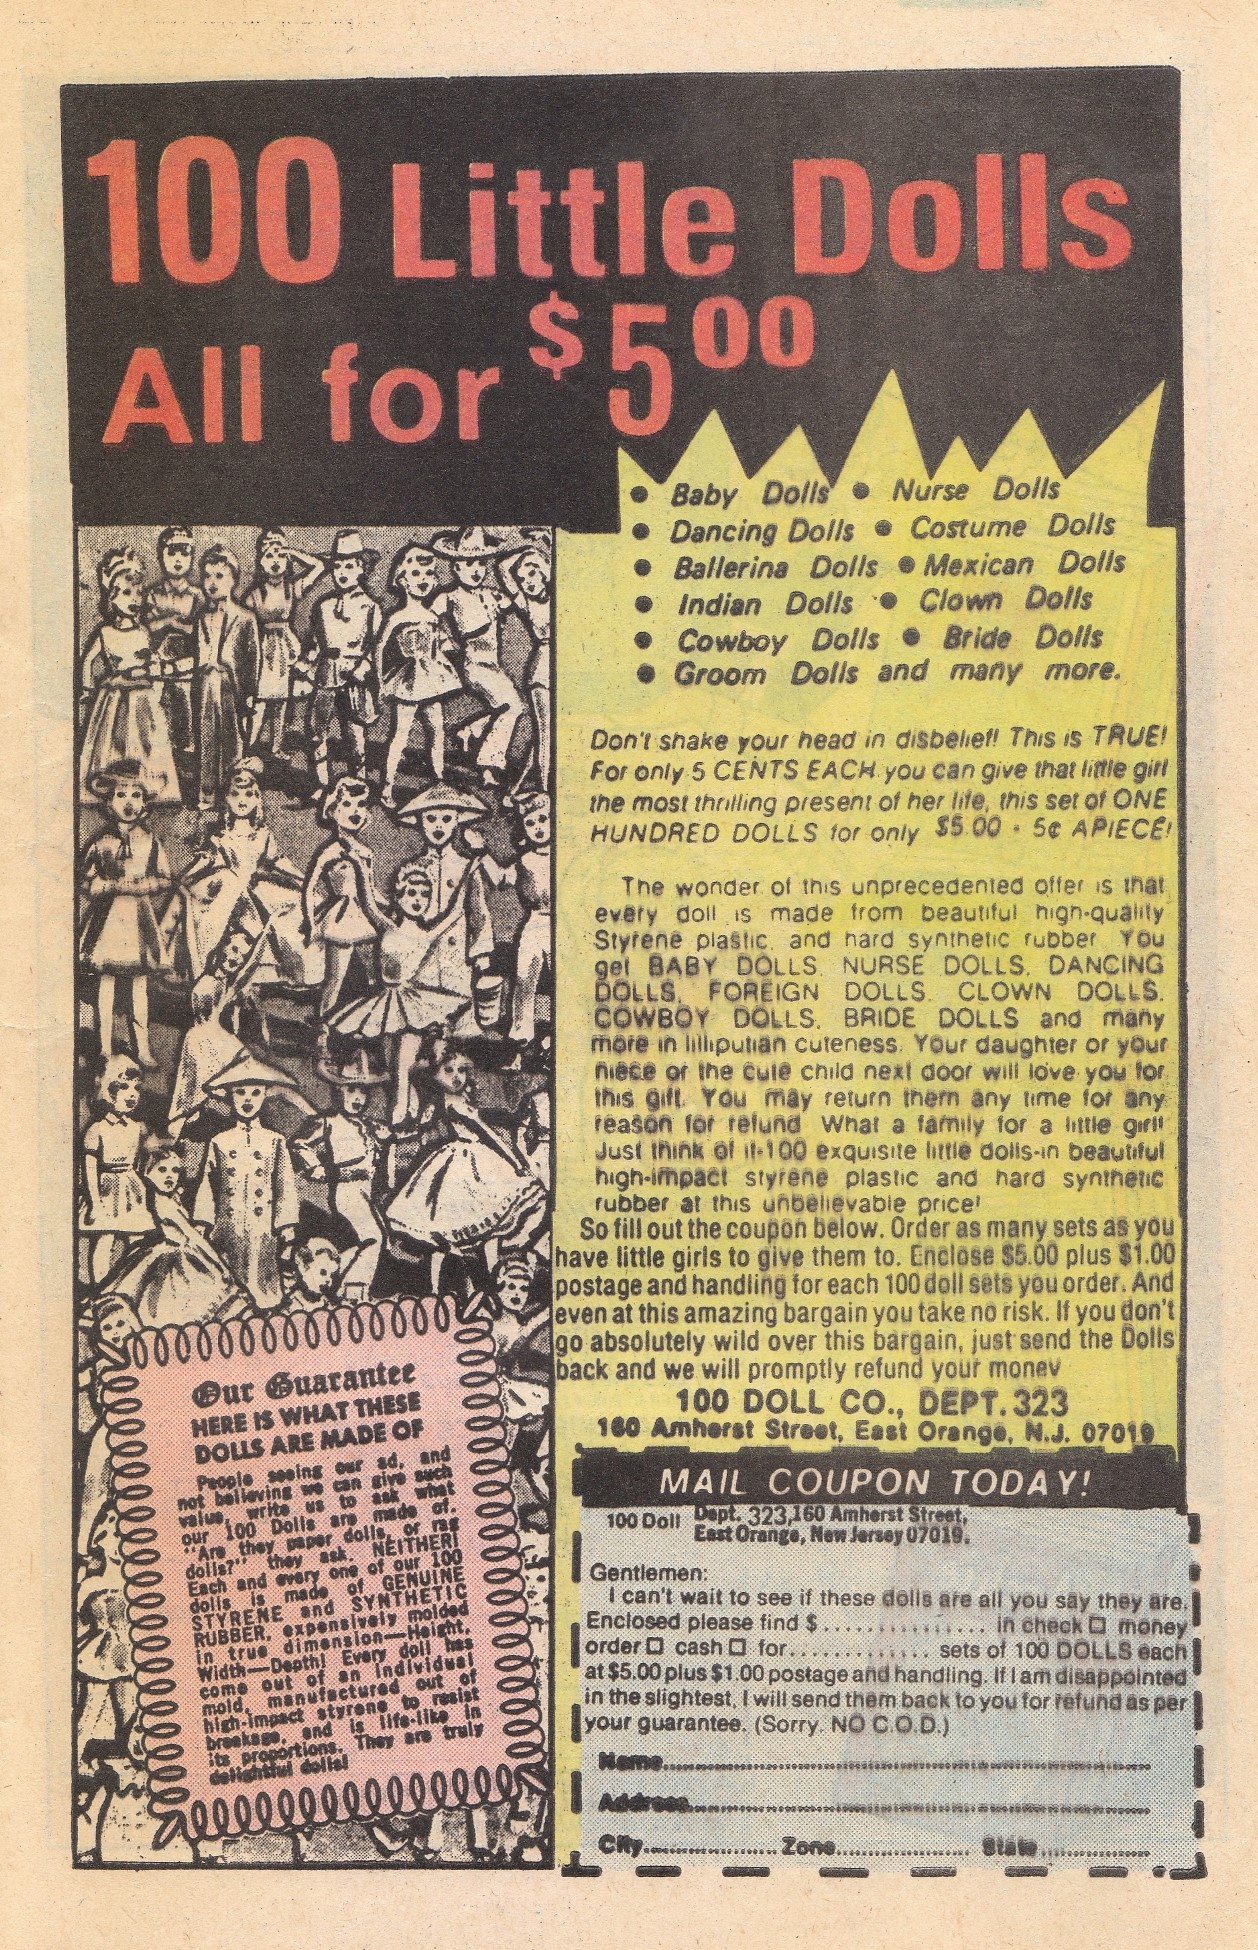 100 Little Dolls
All for $5.00
• Baby Dolls • Nurse Dolls
• Dancing Dolls • Costume Dolls
• Ballerina Dolls • Mexican Dolls
• Indian Dolls • Clown Dolls
• Cowboy Dolls • Bride Dolls
• Groom Dolls and many more.
Don't shake your head in disbelief! This is TRUE!
For only 5 CENTS EACH you can give that little girl
the most thrilling present of her life, this set of ONE
HUNDRED DOLLS for only $5.00 - 5¢ APIECE!
The wonder of this unprecedented offer is that
every doll is made from beautiful high-quality
Styrene plastic, and hard synthetic rubber. You
get BABY DOLLS, NURSE DOLLS, DANCING
DOLLS, FOREIGN DOLLS, CLOWN DOLLS,
COWBOY DOLLS, BRIDE DOLLS and many
more in lilliputian cuteness. Your daughter or your
niece or the cute child next door will love you for
this gift. You may return them any time for any
reason for refund. What a family for a little girl!
Just think of it-100 exquisite little dolls-in beautiful
high-impact styrene plastic and hard synthetic
rubber at this unbelievable price!
So fill out the coupon below. Order as many sets as you
have little girls to give them to. Enclose $5.00 plus $1.00
postage and handling for each 100 doll sets you order. And
even at this amazing bargain you take no risk. If you don't
go absolutely wild over this bargain, just send the Dolls
back and we will promptly refund your money
100 DOLL CO., DEPT. 323
160 Amherst Street, East Orange, N.J. 07019
Our Guarantee
HERE IS WHAT THESE
DOLLS ARE MADE OF
People seeing our ad, and
not believing we can give such
value, write us to ask what
our 100 Dolls are made of.
"Are they paper dolls, or rag
dolls?" they ask. NEITHER!
Each and every one of our 100
dolls is made of GENUINE
STYRENE and SYNTHETIC
RUBBER, expensively molded
in true dimension—Height,
Width—Depth! Every doll has
come out of an individual
mold, manufactured out of
high-impact styrene to resist
breakage, and is life-like in
its proportions. They are truly
delightful dolls!
MAIL COUPON TODAY!
100 Doll Dept. 323, 160 Amherst Street,
East Orange, New Jersey 07019.
Gentlemen:
I can't wait to see if these dolls are all you say they are.
Enclosed please find $............... in check ☐ money
order ☐ cash ☐ for............. sets of 100 DOLLS each
at $5.00 plus $1.00 postage and handling. If I am disappointed
in the slightest, I will send them back to you for refund as per
your guarantee. (Sorry. NO C.O.D.)
Name
Address
City Zone State